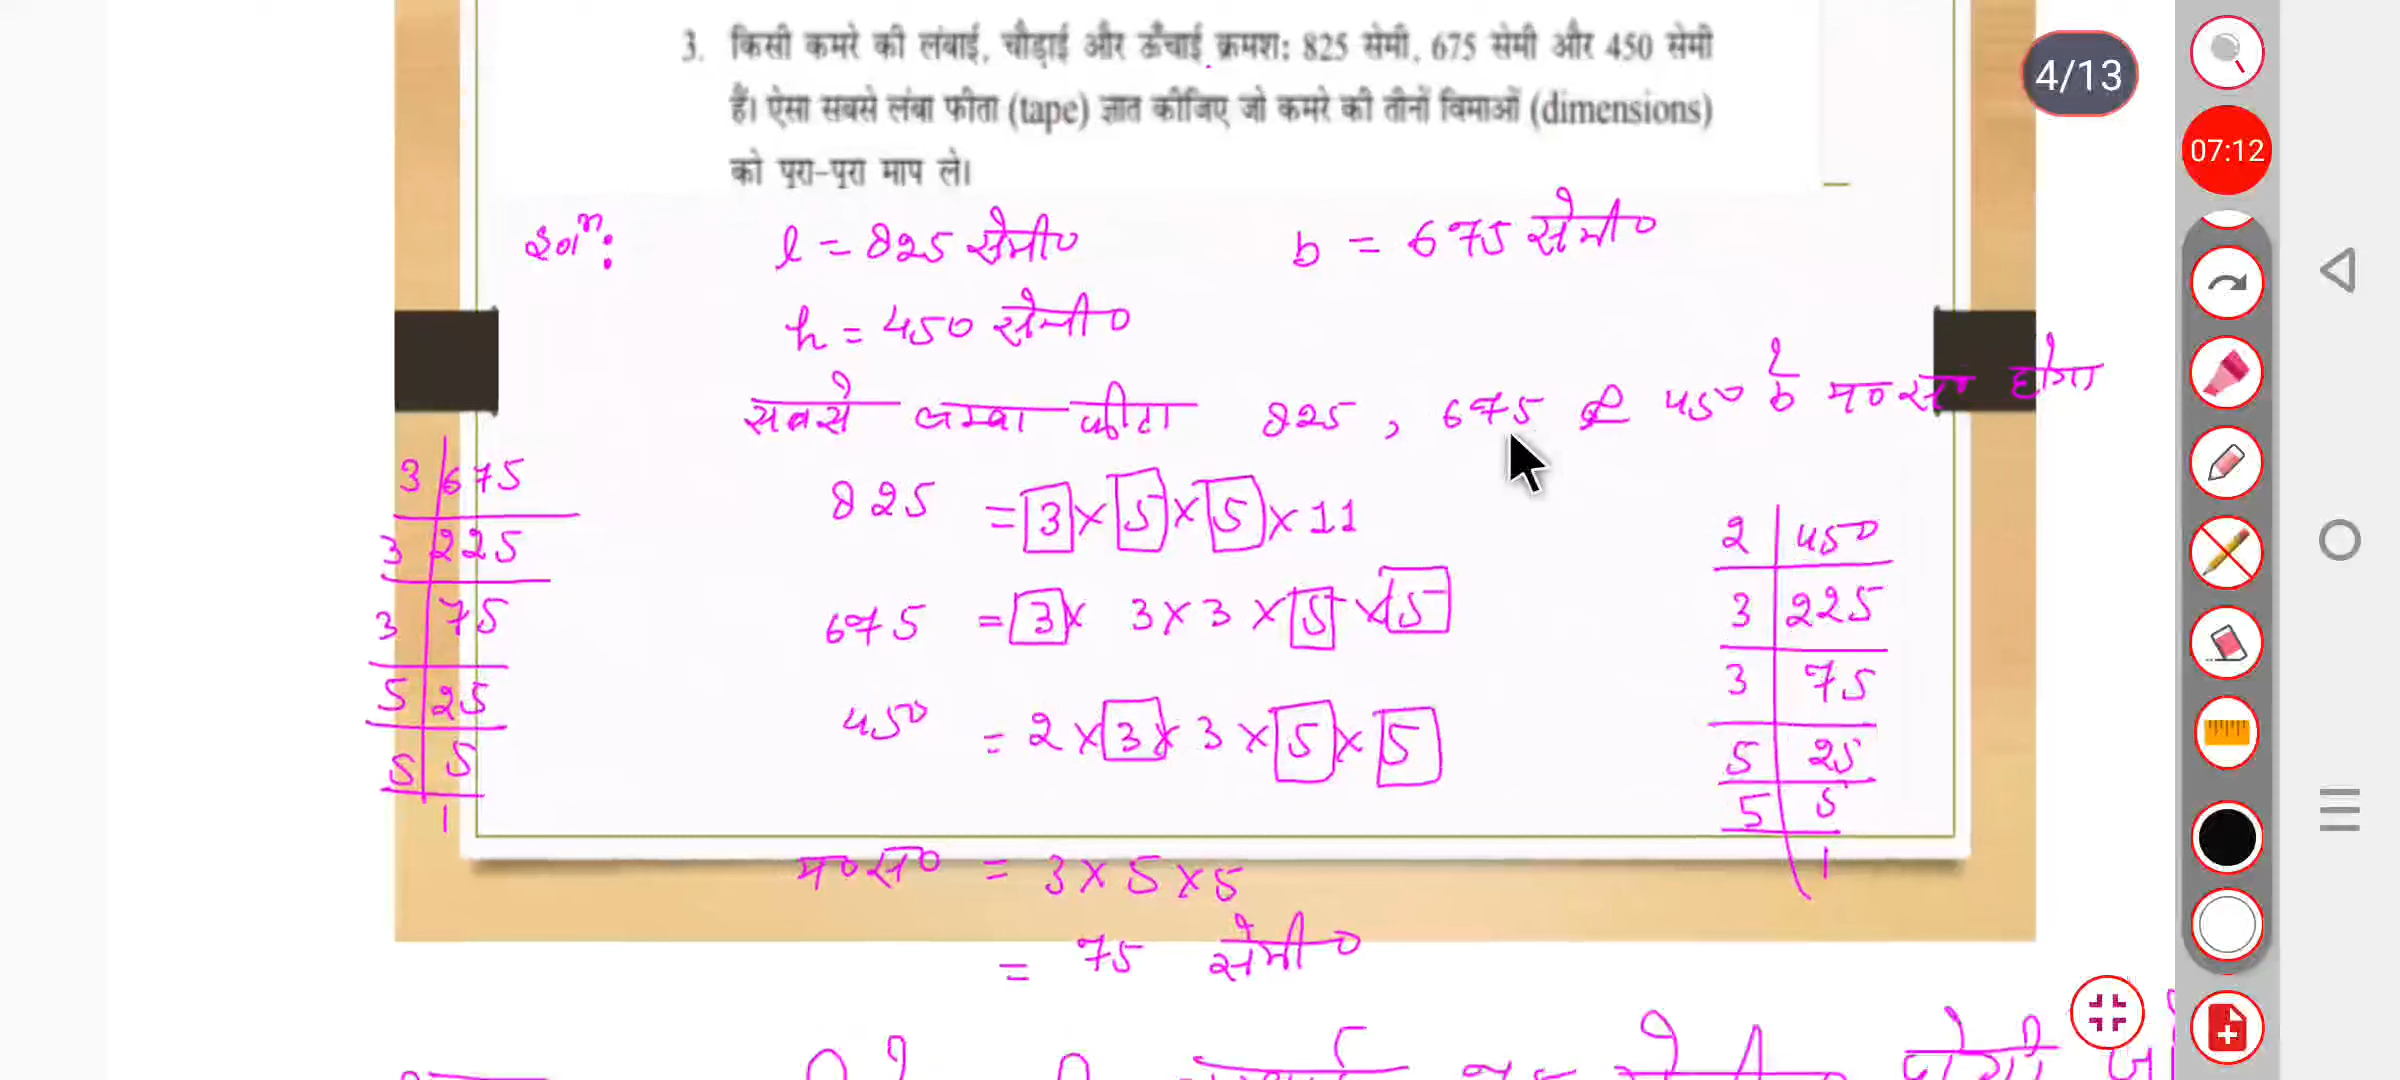 3. किसी कमरे की लंबाई, चौड़ाई और ऊँचाई क्रमश: 825 सेमी, 675 सेमी और 450 सेमी
हैं। ऐसा सबसे लंबा फीता (tape) ज्ञात कीजिए जो कमरे की तीनों विमाओं (dimensions)
को पूरा-पूरा माप ले।
4/13
07:12
Solⁿ: l = 825 सेमी० b = 675 सेमी०
h = 450 सेमी०
सबसे लम्बा फीता 825, 675 व 450 के म०स० होगा
825 = 3 × 5 × 5 × 11
675 = 3 × 3 × 3 × 5 × 5
450 = 2 × 3 × 3 × 5 × 5
3 | 675
3 | 225
3 | 75
5 | 25
5 | 5
1
2 | 450
3 | 225
3 | 75
5 | 25
5 | 5
1
म०स० = 3 × 5 × 5
= 75 सेमी०